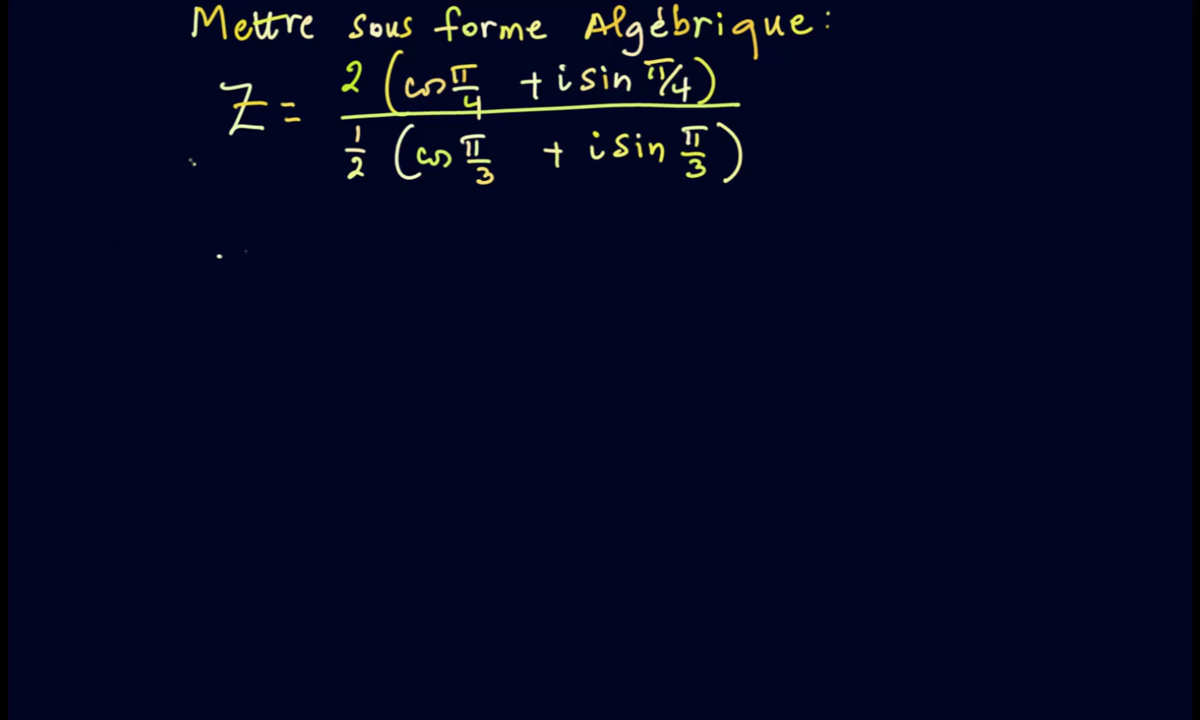 Mettre sous forme Algébrique:
Z = 2 (cos π/4 + i sin π/4) / 1/2 (cos π/3 + i sin π/3)